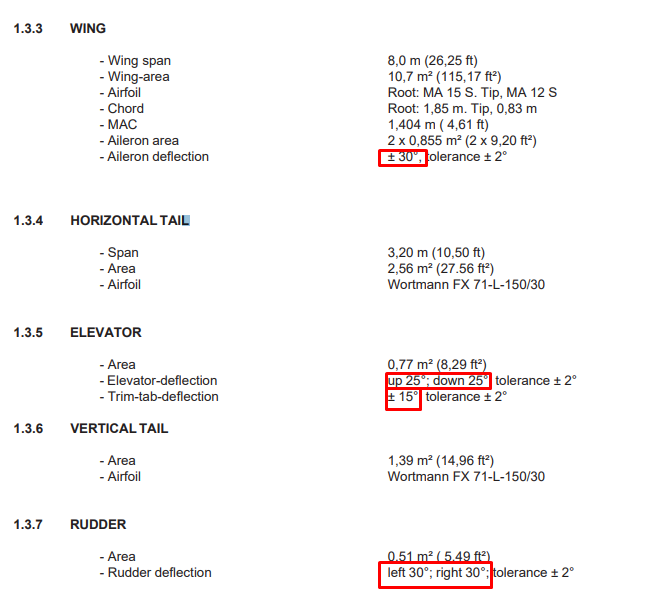 1.3.3 WING
- Wing span 8,0 m (26,25 ft)
- Wing-area 10,7 m² (115,17 ft²)
- Airfoil Root: MA 15 S. Tip, MA 12 S
- Chord Root: 1,85 m. Tip, 0,83 m
- MAC 1,404 m ( 4,61 ft)
- Aileron area 2 x 0,855 m² (2 x 9,20 ft²)
- Aileron deflection ± 30°, tolerance ± 2°
1.3.4 HORIZONTAL TAIL
- Span 3,20 m (10,50 ft)
- Area 2,56 m² (27.56 ft²)
- Airfoil Wortmann FX 71-L-150/30
1.3.5 ELEVATOR
- Area 0,77 m² (8,29 ft²)
- Elevator-deflection up 25°; down 25° tolerance ± 2°
- Trim-tab-deflection ± 15° tolerance ± 2°
1.3.6 VERTICAL TAIL
- Area 1,39 m² (14,96 ft²)
- Airfoil Wortmann FX 71-L-150/30
1.3.7 RUDDER
- Area 0,51 m² ( 5,49 ft²)
- Rudder deflection left 30°; right 30°; tolerance ± 2°